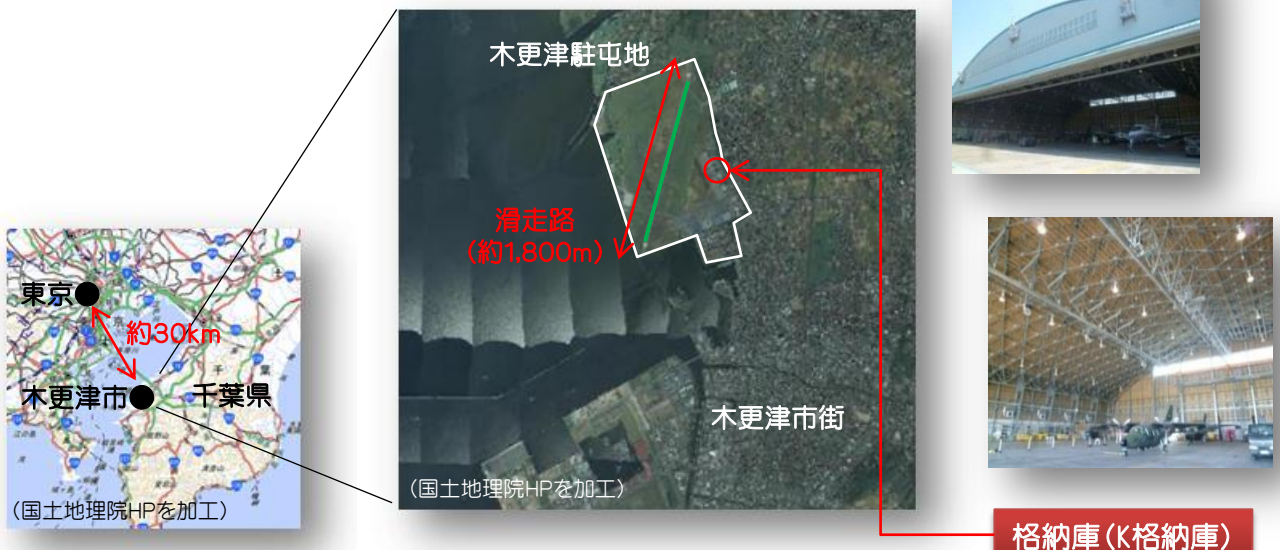 木更津駐屯地
滑走路
(約1,800m)
東京
約30km
木更津市
千葉県
(国土地理院HPを加工)
木更津市街
(国土地理院HPを加工)
格納庫(K格納庫)